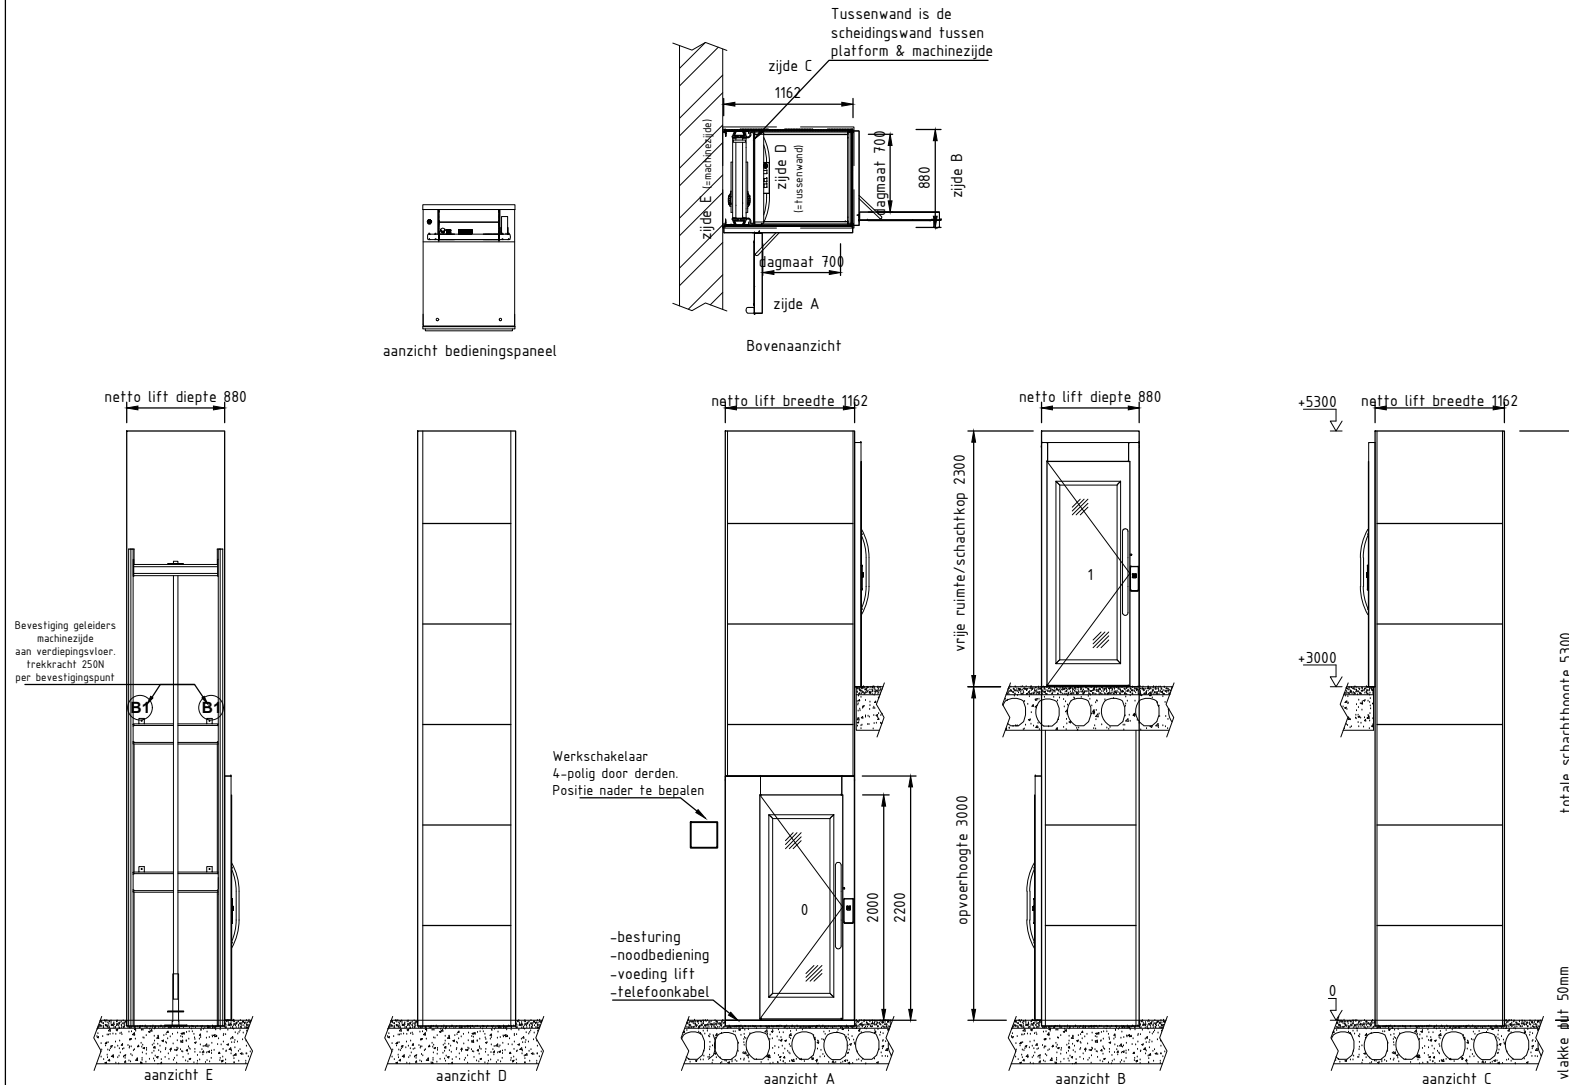 Tussenwand is de
scheidingswand tussen
platform & machinezijde
zijde C
1162
zijde E (=machinezijde)
zijde D
(=tussenwand)
dagmaat 700
880
zijde B
dagmaat 700
zijde A
Bovenaanzicht
aanzicht bedieningspaneel
netto lift diepte 880
netto lift breedte 1162
netto lift diepte 880
+5300
netto lift breedte 1162
vrije ruimte/schachtkop 2300
1
Bevestiging geleiders
machinezijde
aan verdiepingsvloer.
trekkracht 250N
per bevestigingspunt
B1
B1
+3000
totale schachthoogte 5300
Werkschakelaar
4-polig door derden.
Positie nader te bepalen
opvoerhoogte 3000
0
2000
2200
-besturing
-noodbediening
-voeding lift
-telefoonkabel
0
vlakke put 50mm
aanzicht E
aanzicht D
aanzicht A
aanzicht B
aanzicht C